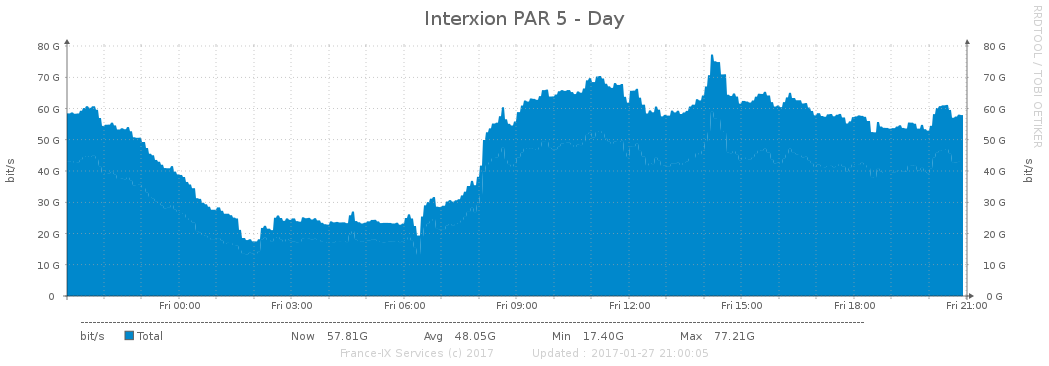 Interxion PAR 5 - Day
RRDTOOL / TOBI OETIKER
bit/s
bit/s
80 G 80 G
70 G 70 G
60 G 60 G
50 G 50 G
40 G 40 G
30 G 30 G
20 G 20 G
10 G 10 G
0 0 G
Fri 00:00 Fri 03:00 Fri 06:00 Fri 09:00 Fri 12:00 Fri 15:00 Fri 18:00 Fri 21:00
bit/s Total Now 57.81G Avg 48.05G Min 17.40G Max 77.21G
France-IX Services (c) 2017 Updated : 2017-01-27 21:00:05